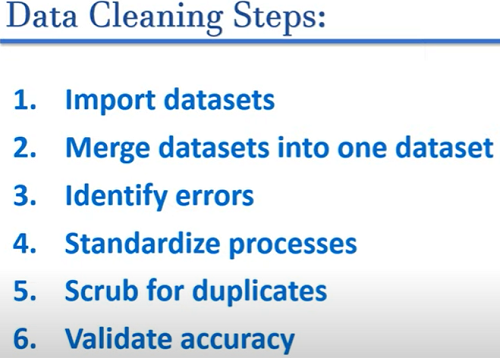 Data Cleaning Steps:
1. Import datasets
2. Merge datasets into one dataset
3. Identify errors
4. Standardize processes
5. Scrub for duplicates
6. Validate accuracy